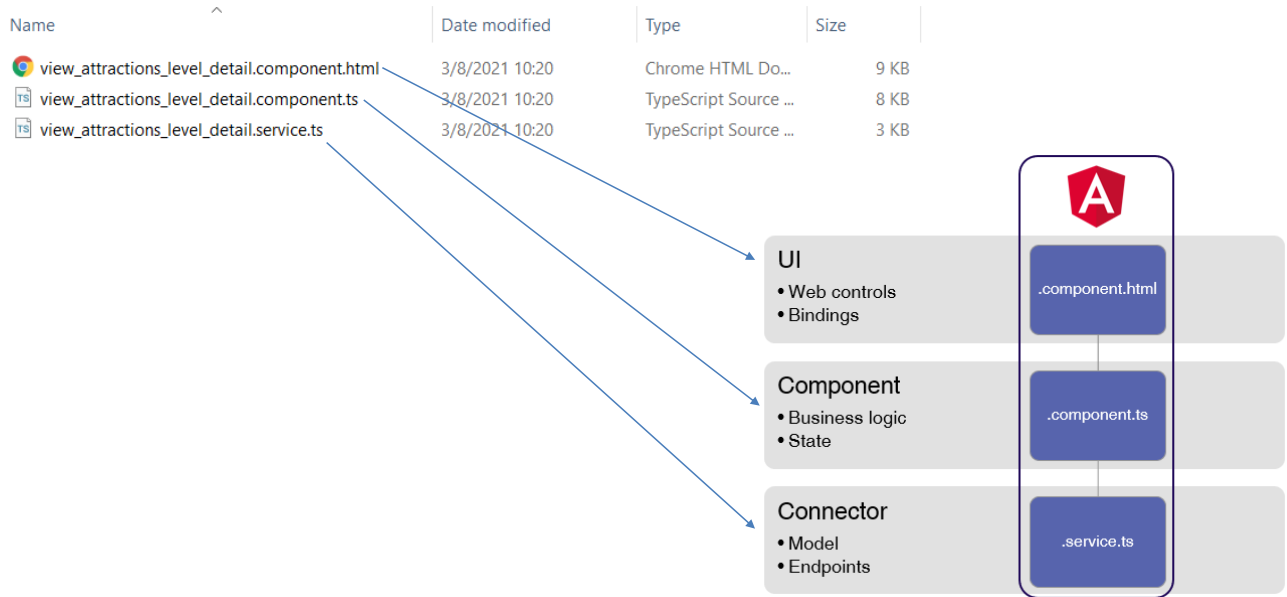 Name Date modified Type Size
view_attractions_level_detail.component.html 3/8/2021 10:20 Chrome HTML Do... 9 KB
TS view_attractions_level_detail.component.ts 3/8/2021 10:20 TypeScript Source ... 8 KB
TS view_attractions_level_detail.service.ts 3/8/2021 10:20 TypeScript Source ... 3 KB
A
UI
• Web controls
• Bindings
.component.html
Component
• Business logic
• State
.component.ts
Connector
• Model
• Endpoints
.service.ts